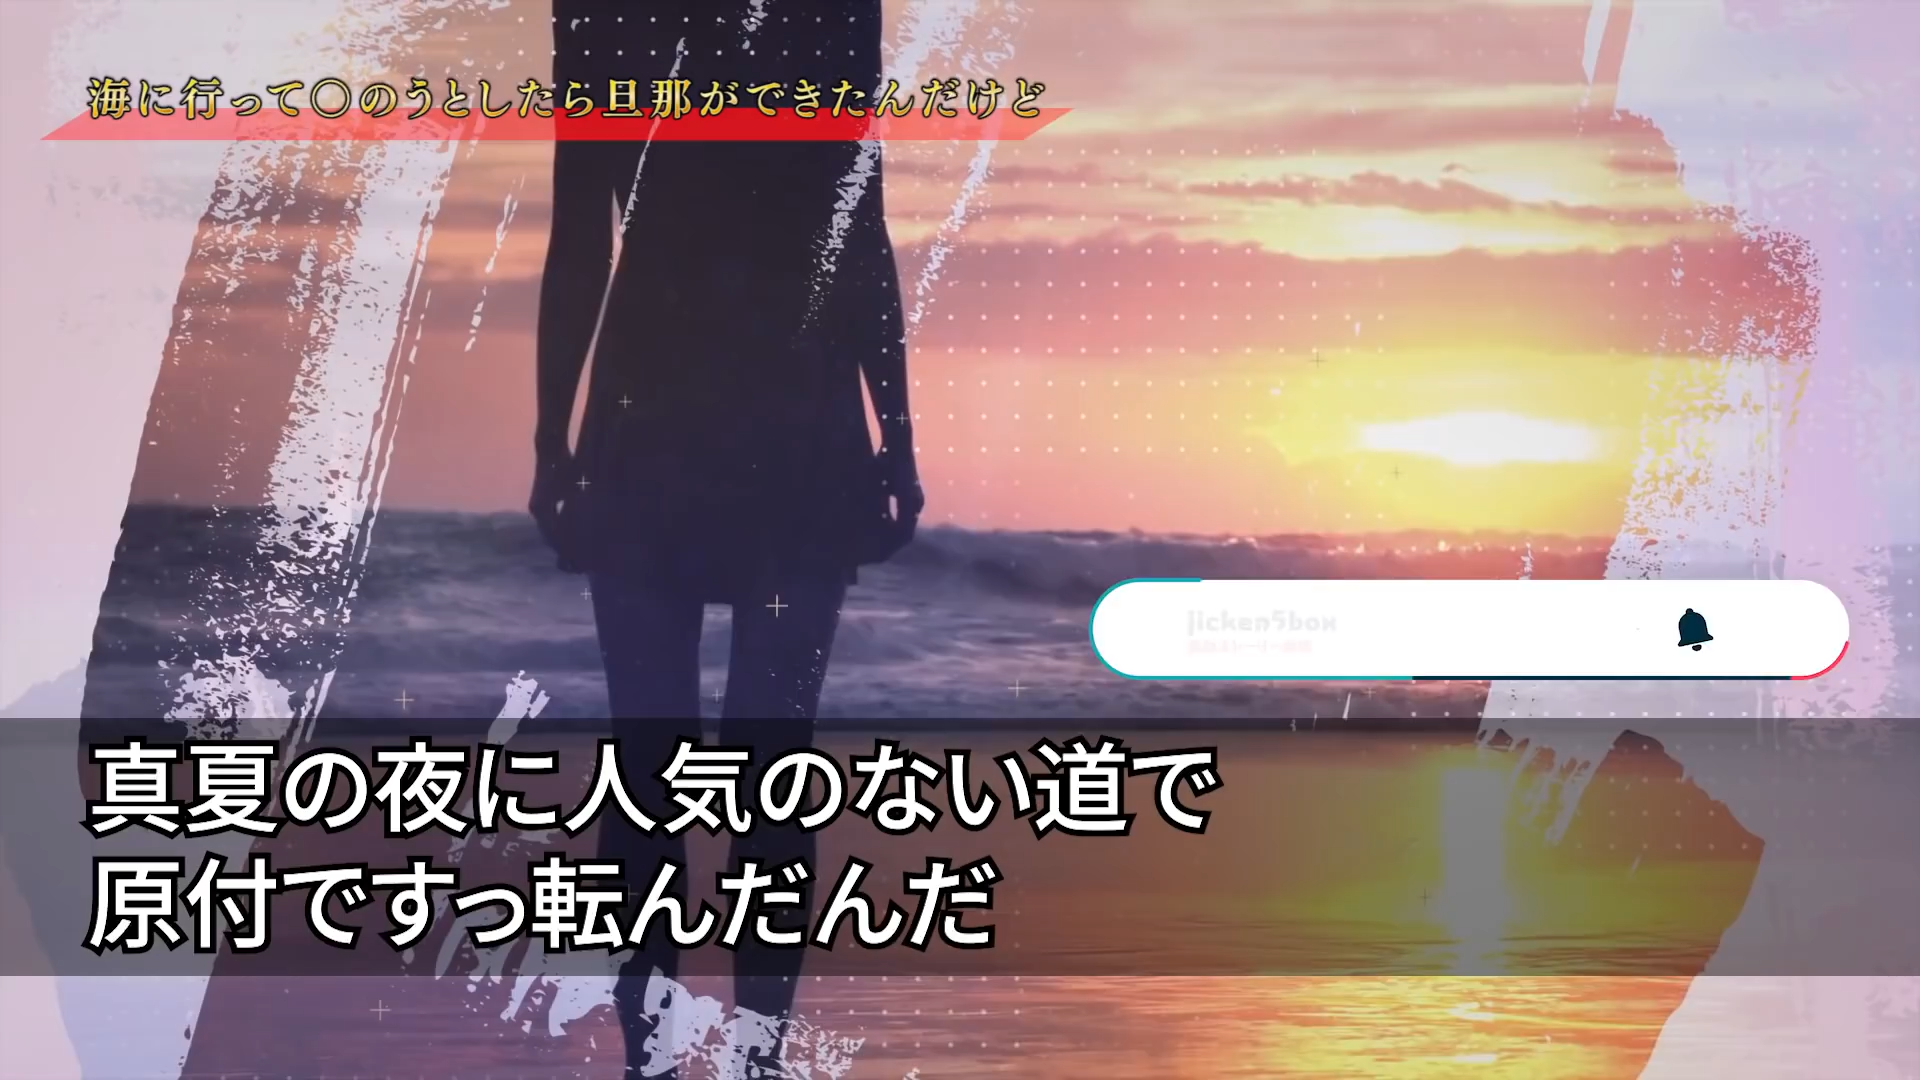 海に行って〇のうとしたら旦那ができたんだけど
jicken5box
真夏の夜に人気のない道で
原付ですっ転んだんだ